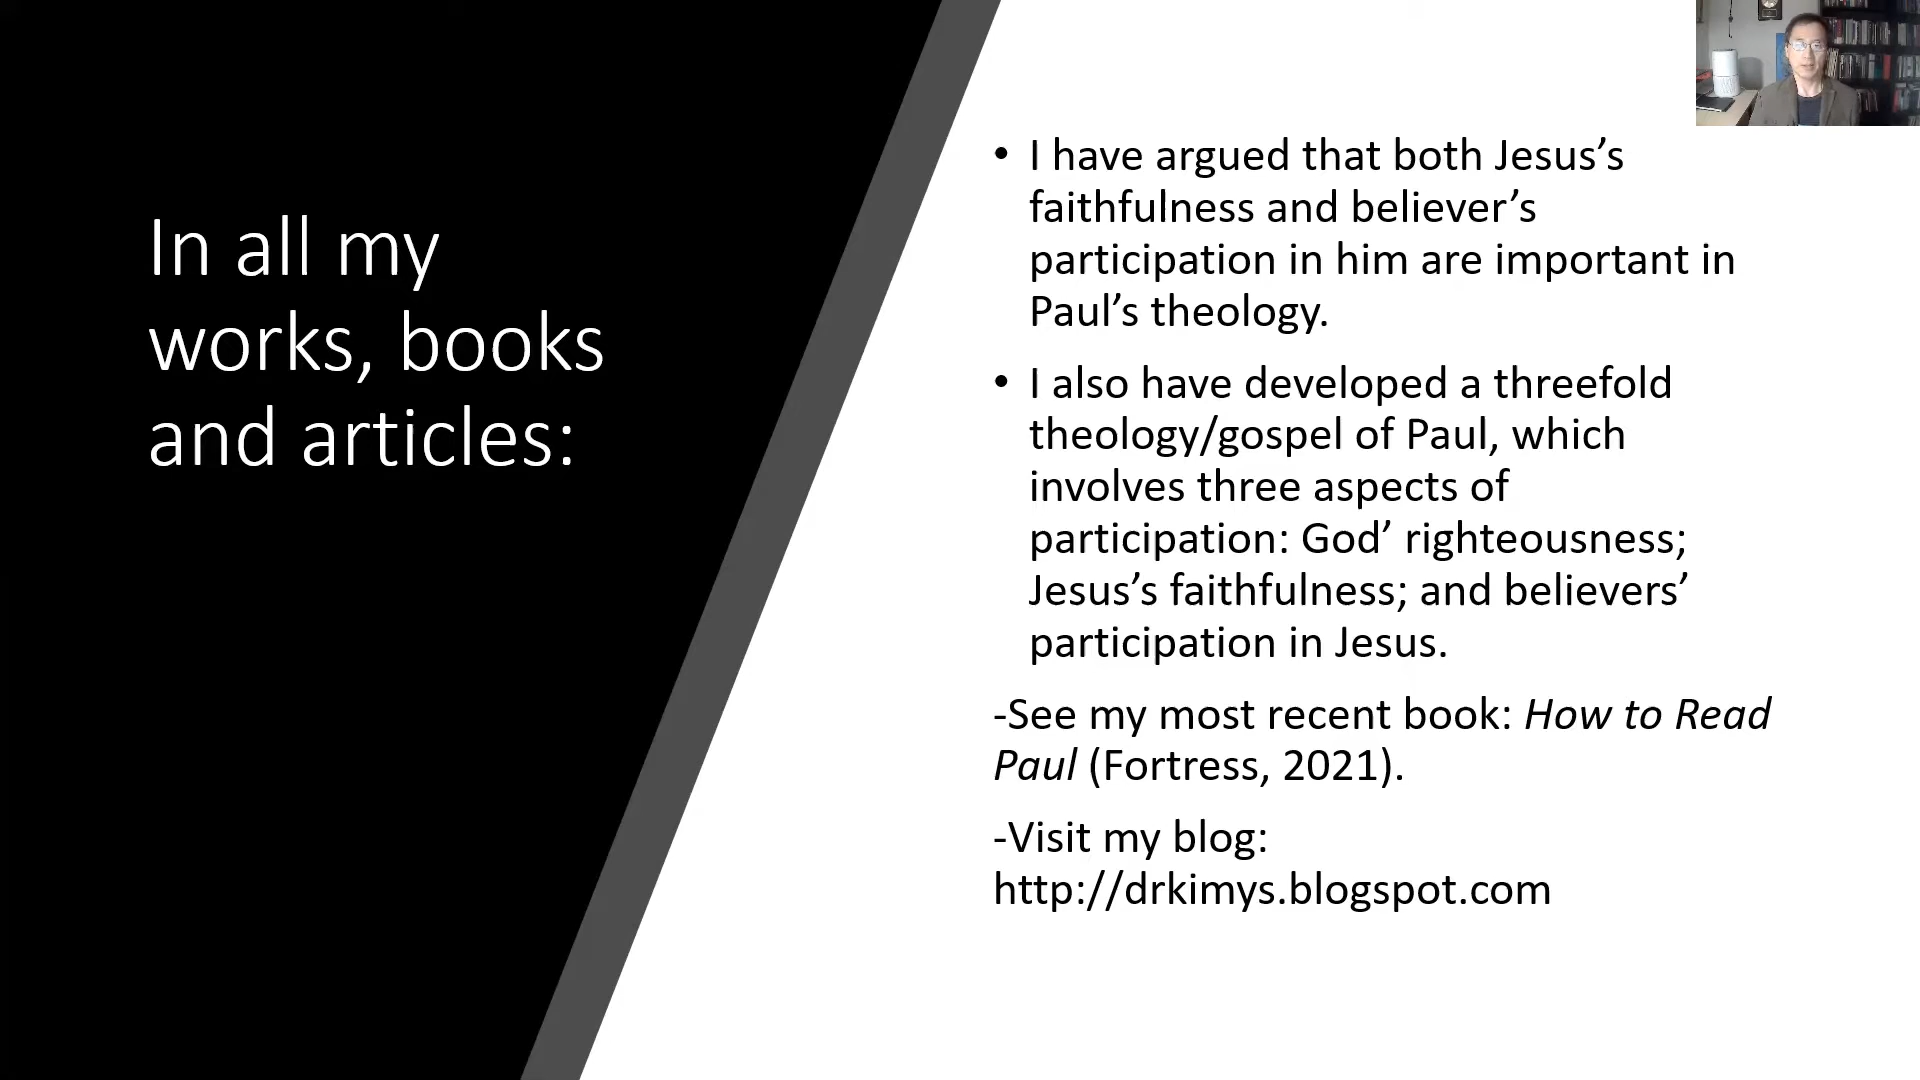 In all my
works, books
and articles:
• I have argued that both Jesus’s
faithfulness and believer’s
participation in him are important in
Paul’s theology.
• I also have developed a threefold
theology/gospel of Paul, which
involves three aspects of
participation: God’ righteousness;
Jesus’s faithfulness; and believers’
participation in Jesus.
-See my most recent book: How to Read
Paul (Fortress, 2021).
-Visit my blog:
http://drkimys.blogspot.com